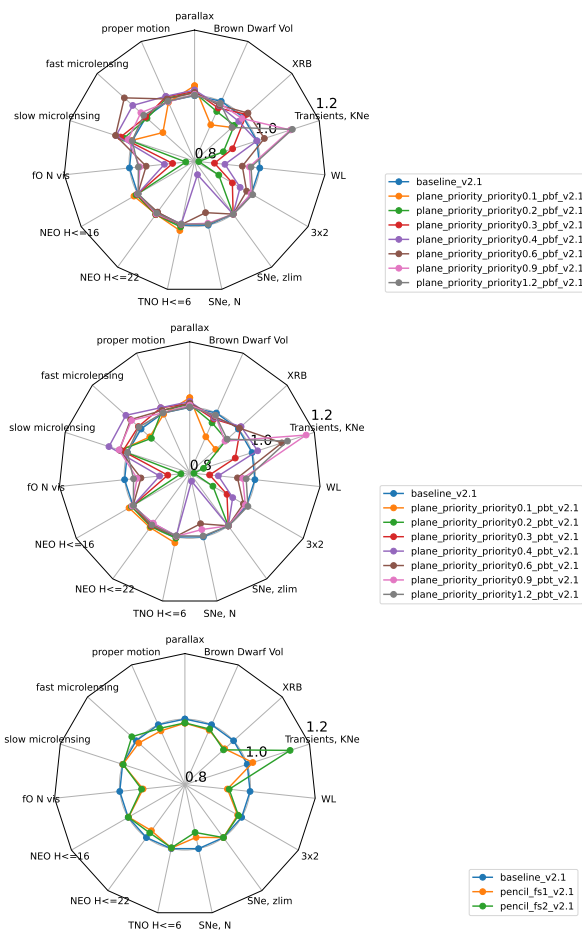 parallax
proper motion
Brown Dwarf Vol
fast microlensing
XRB
1.2
slow microlensing
Transients, KNe
1.0
0.8
fO N vis
WL
baseline_v2.1
plane_priority_priority0.1_pbf_v2.1
plane_priority_priority0.2_pbf_v2.1
plane_priority_priority0.3_pbf_v2.1
plane_priority_priority0.4_pbf_v2.1
plane_priority_priority0.6_pbf_v2.1
plane_priority_priority0.9_pbf_v2.1
plane_priority_priority1.2_pbf_v2.1
NEO H<=16
3x2
NEO H<=22
SNe, zlim
TNO H<=6
SNe, N
parallax
proper motion
Brown Dwarf Vol
fast microlensing
XRB
1.2
slow microlensing
Transients, KNe
1.0
0.8
fO N vis
WL
baseline_v2.1
plane_priority_priority0.1_pbt_v2.1
plane_priority_priority0.2_pbt_v2.1
plane_priority_priority0.3_pbt_v2.1
plane_priority_priority0.4_pbt_v2.1
plane_priority_priority0.6_pbt_v2.1
plane_priority_priority0.9_pbt_v2.1
plane_priority_priority1.2_pbt_v2.1
NEO H<=16
3x2
NEO H<=22
SNe, zlim
TNO H<=6
SNe, N
parallax
proper motion
Brown Dwarf Vol
fast microlensing
XRB
1.2
slow microlensing
Transients, KNe
1.0
0.8
fO N vis
WL
NEO H<=16
3x2
baseline_v2.1
pencil_fs1_v2.1
pencil_fs2_v2.1
NEO H<=22
SNe, zlim
TNO H<=6
SNe, N